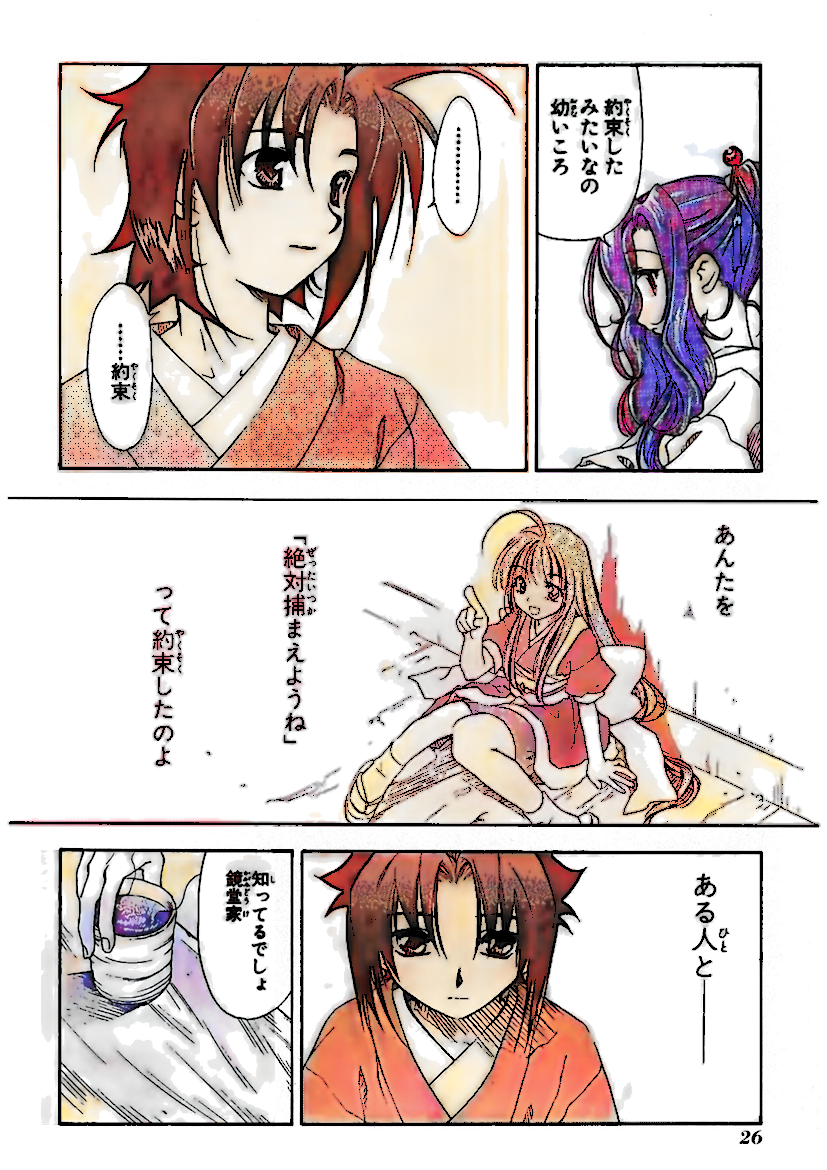 約束した
みたいなの
幼いころ
…………
……約束
あんたを
「絶対捕まえようね」
って約束したのよ
ある人と――
知ってるでしょ
鏡堂家
26